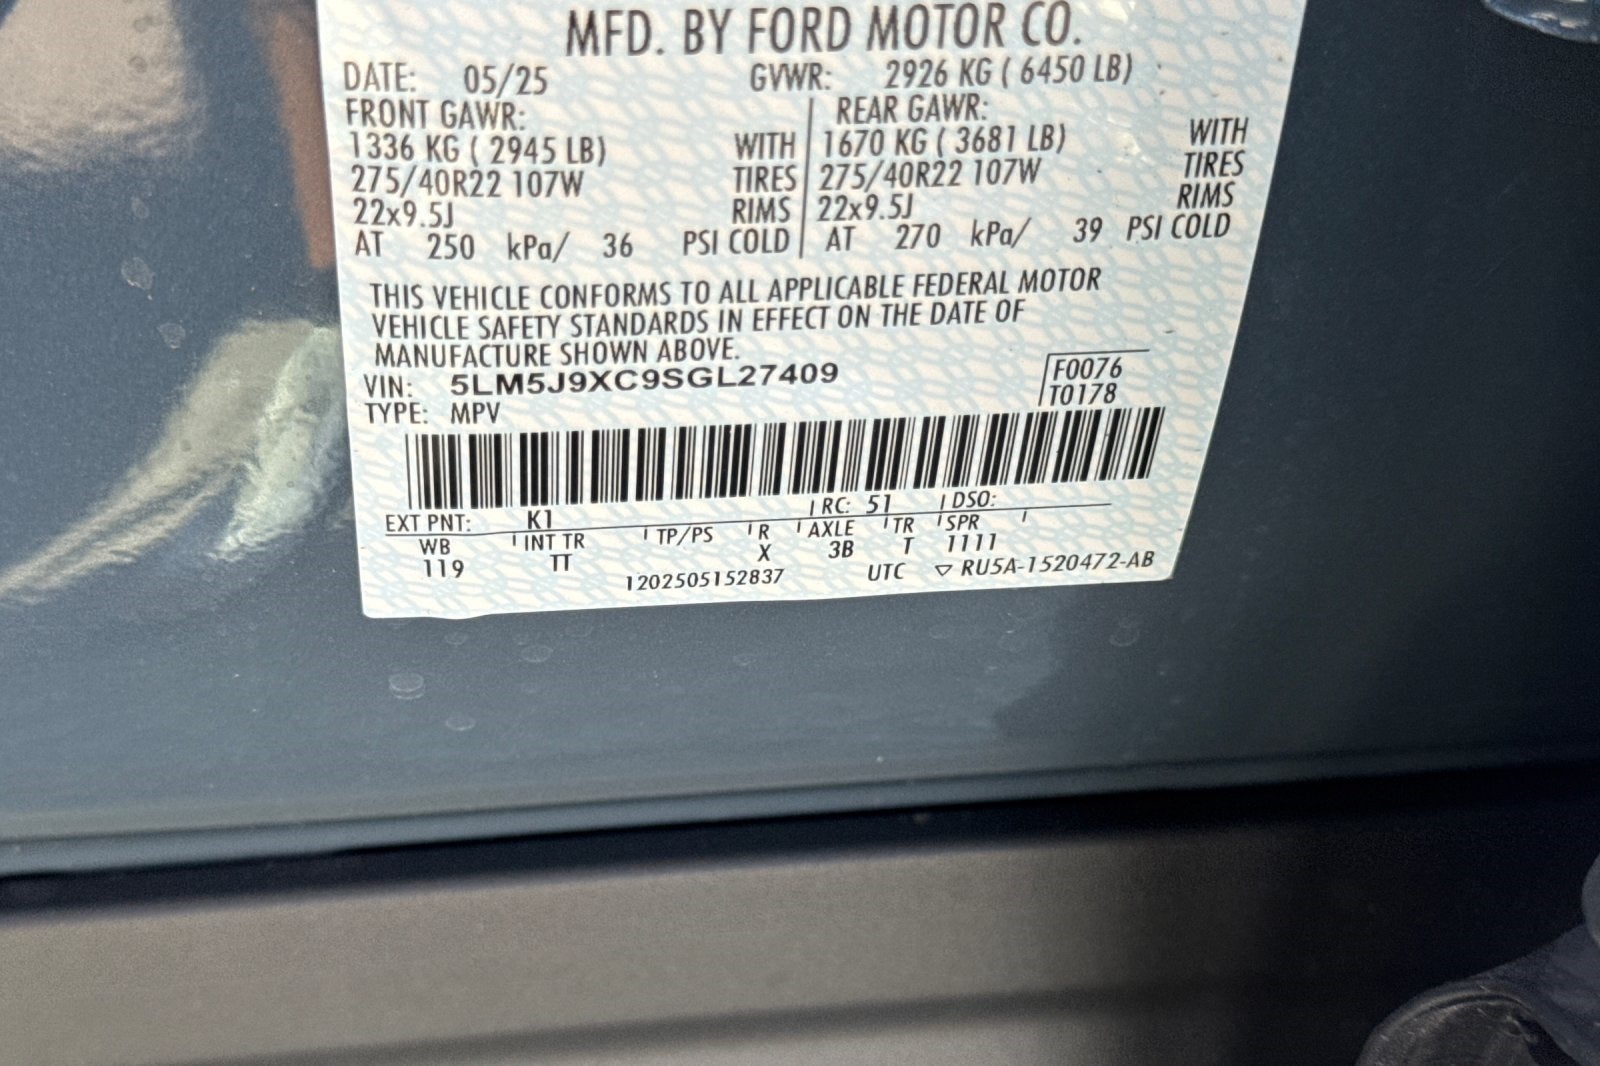 MFD. BY FORD MOTOR CO.
DATE: 05/25 GVWR: 2926 KG ( 6450 LB)
FRONT GAWR: REAR GAWR:
1336 KG ( 2945 LB) WITH 1670 KG ( 3681 LB) WITH
275/40R22 107W TIRES 275/40R22 107W TIRES
22x9.5J RIMS 22x9.5J RIMS
AT 250 kPa/ 36 PSI COLD AT 270 kPa/ 39 PSI COLD
THIS VEHICLE CONFORMS TO ALL APPLICABLE FEDERAL MOTOR
VEHICLE SAFETY STANDARDS IN EFFECT ON THE DATE OF
MANUFACTURE SHOWN ABOVE.
VIN: 5LM5J9XC9SGL27409 F0076
TYPE: MPV T0178
EXT PNT: K1 RC: 51 DSO:
WB INT TR TP/PS R AXLE TR SPR
119 TT X 3B T 1111
1202505152837 UTC ▽ RU5A-1520472-AB